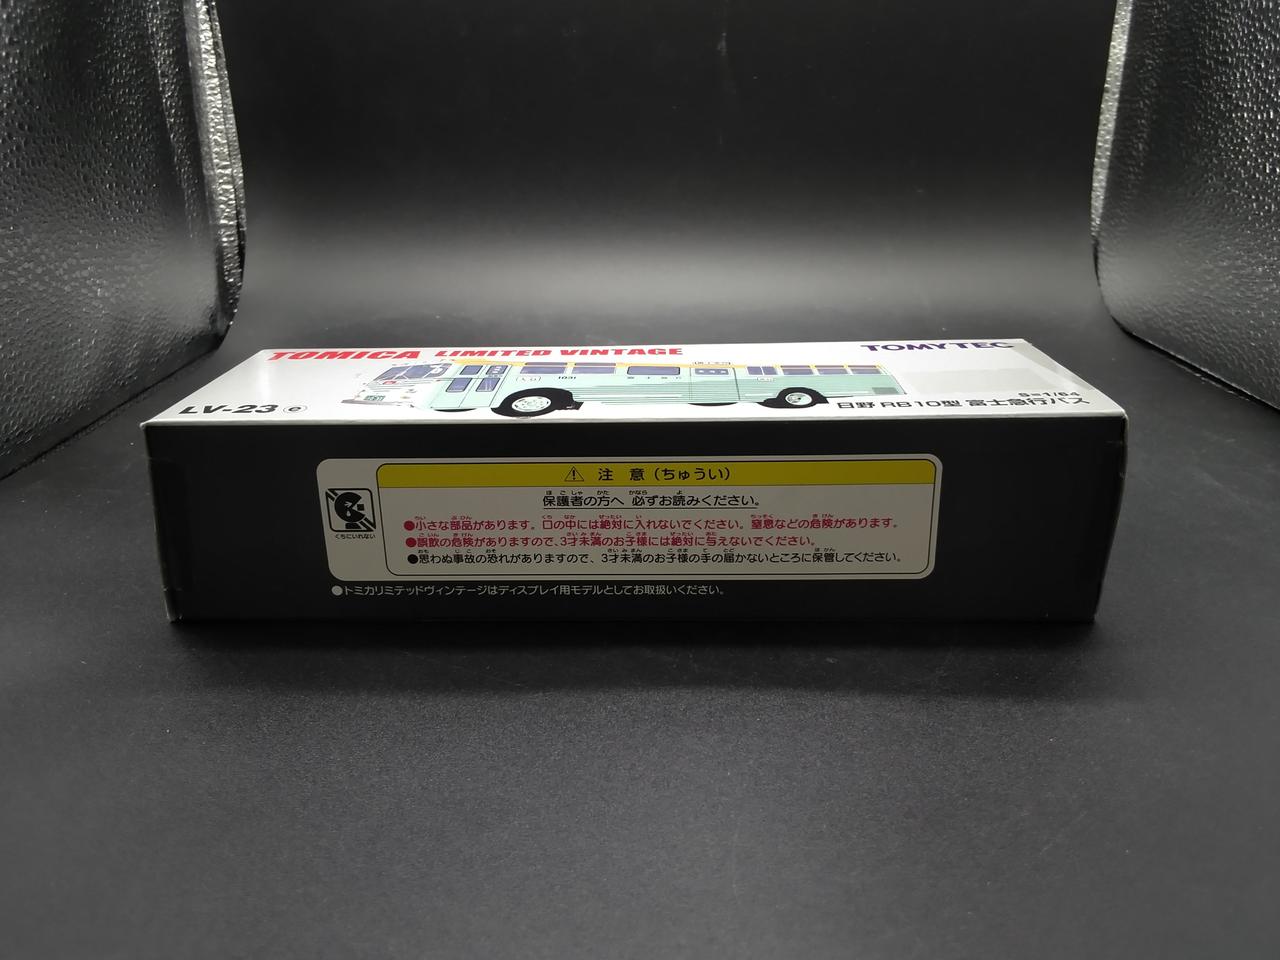 TOMICA LIMITED VINTAGE
TOMYTEC
1031
LV-23 e
S=1/64
日野 RB10型 富士急行バス
注 意（ちゅうい）
保護者の方へ 必ずお読みください。
●小さな部品があります。口の中には絶対に入れないでください。窒息などの危険があります。
●誤飲の危険がありますので、3才未満のお子様には絶対に与えないでください。
●思わぬ事故の恐れがありますので、3才未満のお子様の手の届かないところに保管してください。
くちにいれない
●トミカリミテッドヴィンテージはディスプレイ用モデルとしてお取扱いください。